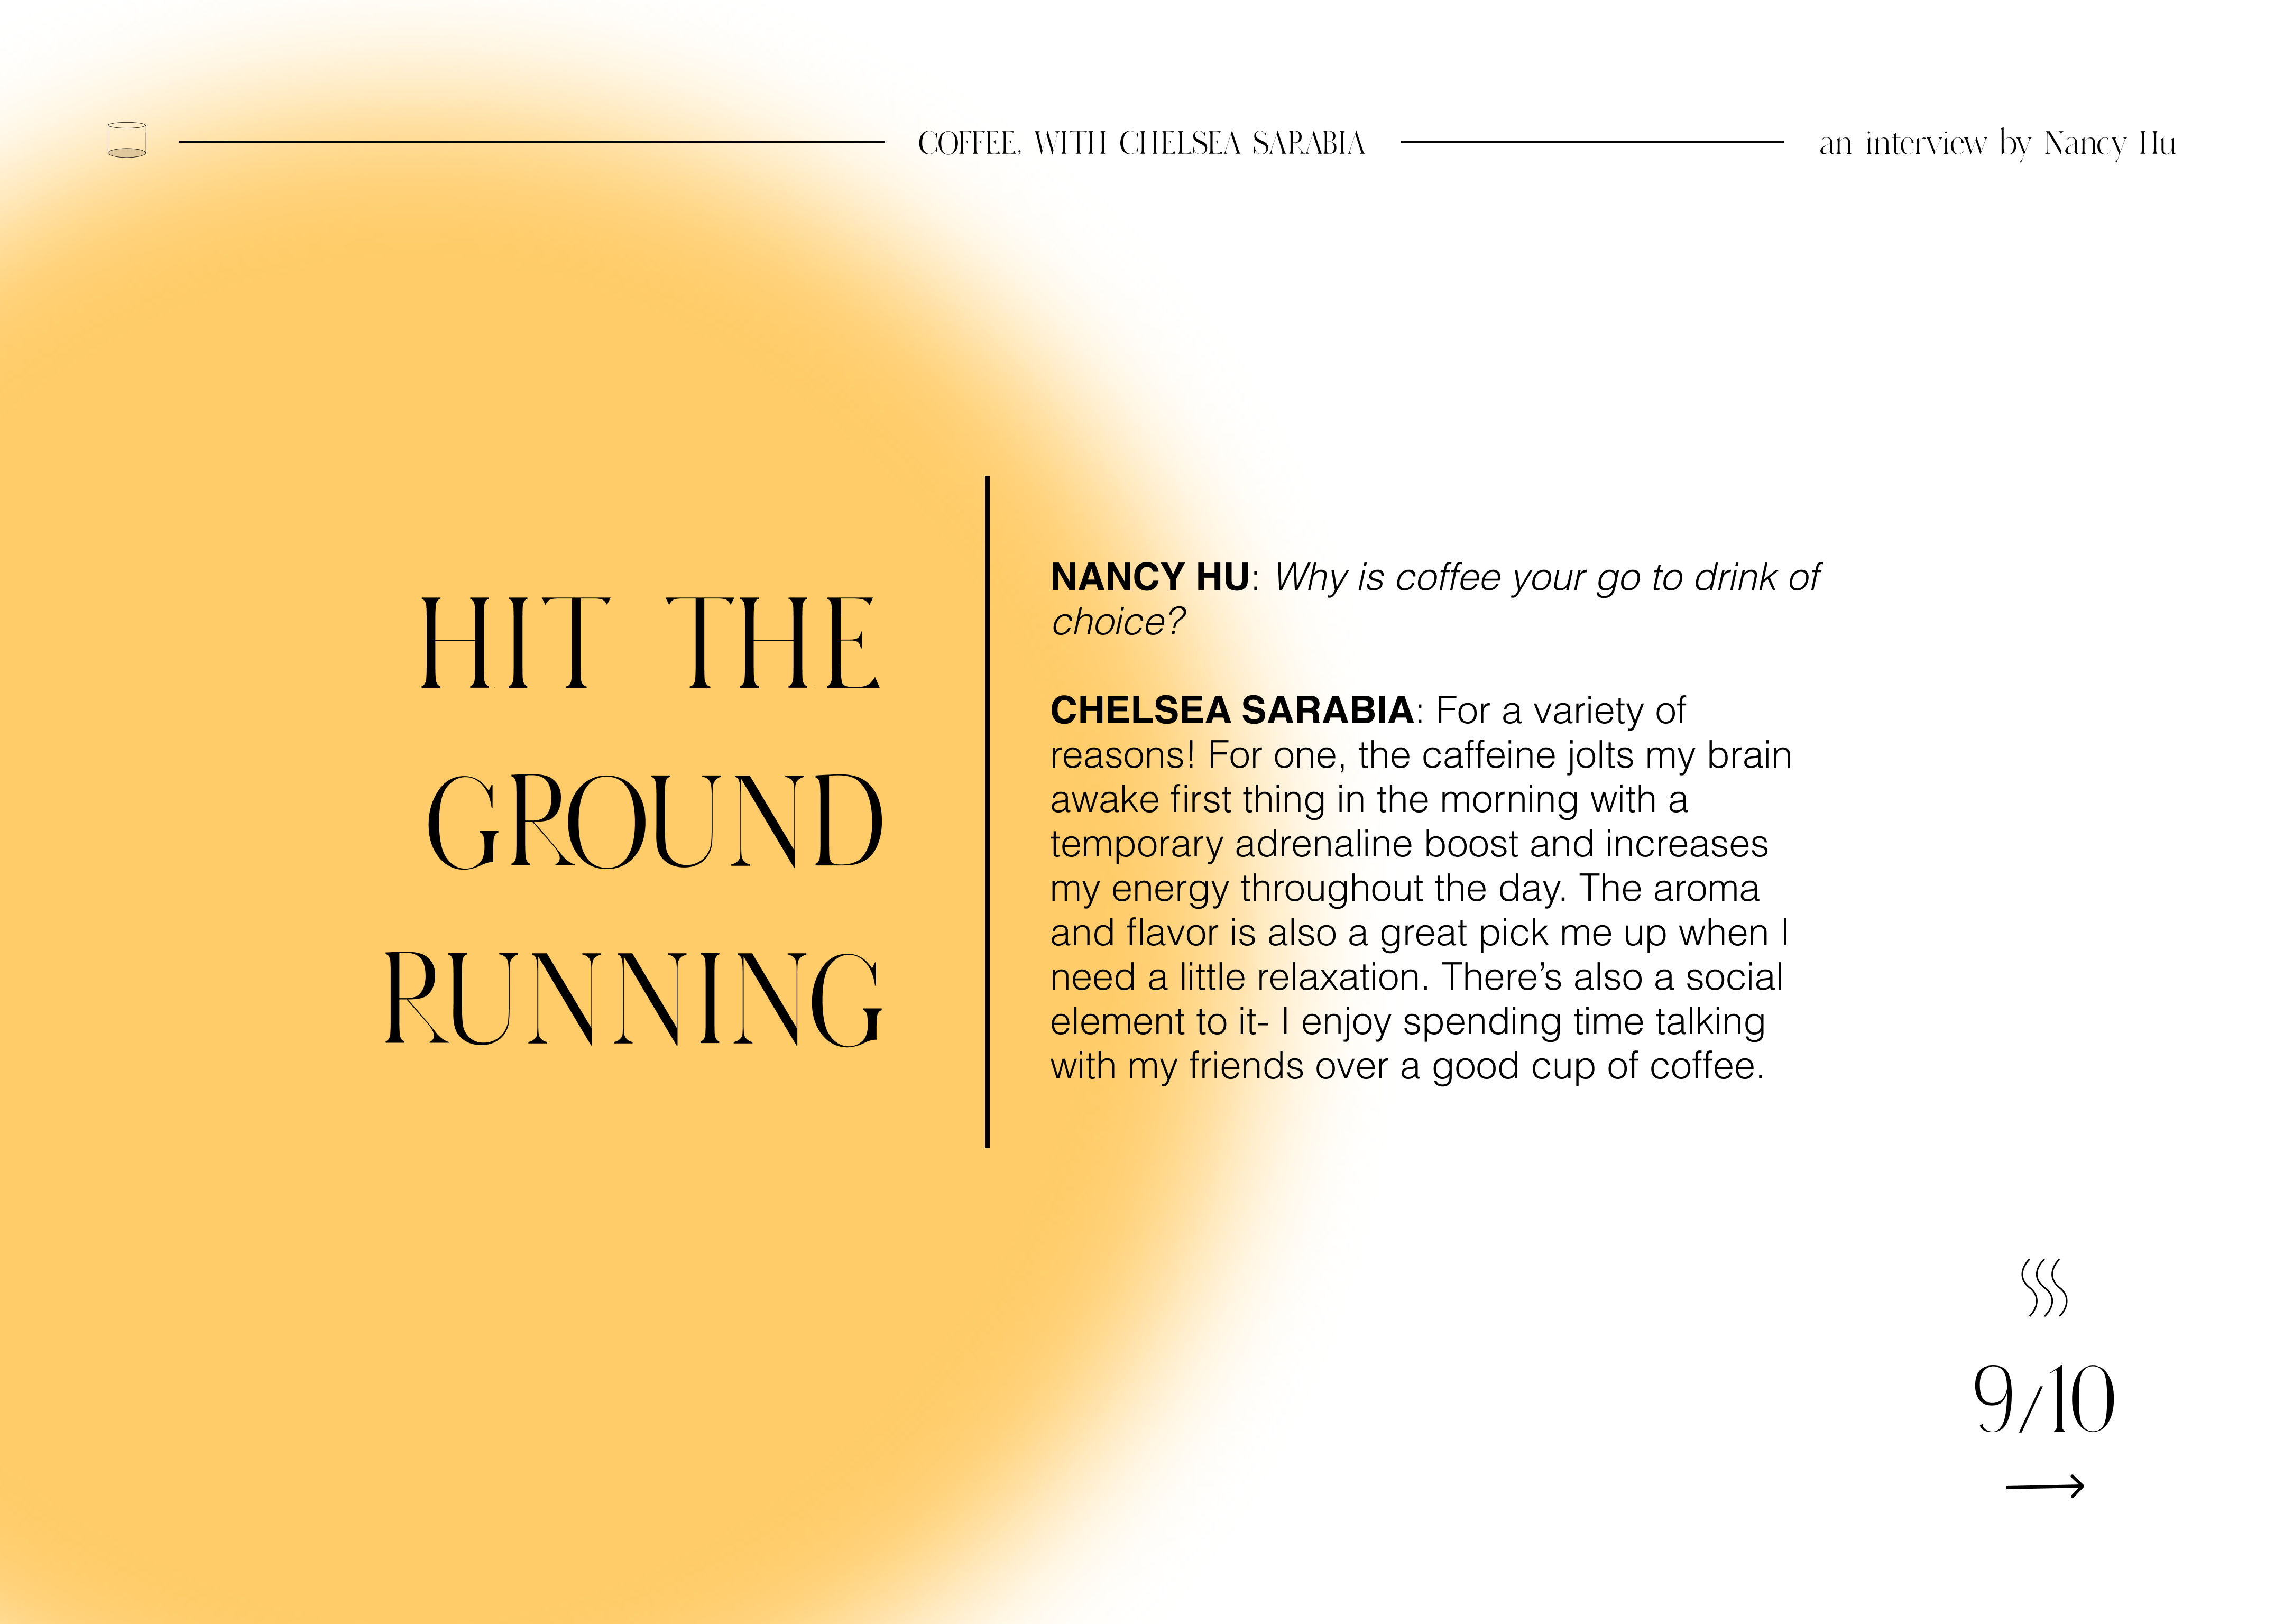 COFFEE, WITH CHELSEA SARABIA
an interview by Nancy Hu
HIT THE
GROUND
RUNNING
NANCY HU: Why is coffee your go to drink of
choice?
CHELSEA SARABIA: For a variety of
reasons! For one, the caffeine jolts my brain
awake first thing in the morning with a
temporary adrenaline boost and increases
my energy throughout the day. The aroma
and flavor is also a great pick me up when I
need a little relaxation. There’s also a social
element to it- I enjoy spending time talking
with my friends over a good cup of coffee.
9/10